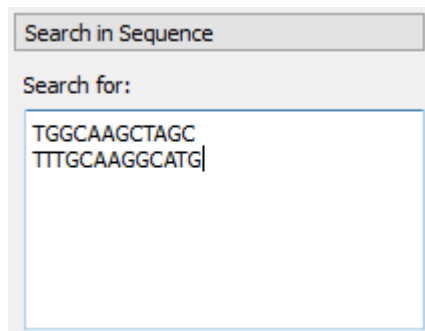 Search in Sequence
Search for:
TGGCAAGCTAGC
TTTGCAAGGCATG